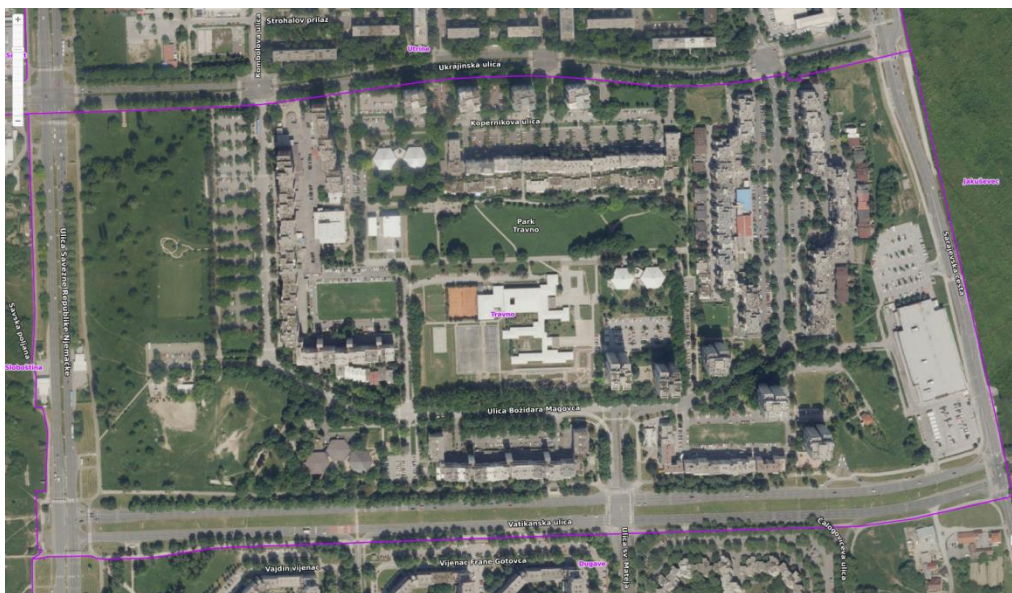 Strohalov prilaz
Kombolova ulica
Utrine
Ukrajinska ulica
Kopernikova ulica
Jakuševec
Park
Travno
Ulica Savezne Republike Njemačke
Sarajevska cesta
Savska poljana
Travno
Sloboština
Ulica Božidara Magovca
Vatikanska ulica
Ulica sv. Mateja
Calogovićeva ulica
Vajdin vijenac
Vijenac Frane Gotovca
Dugave